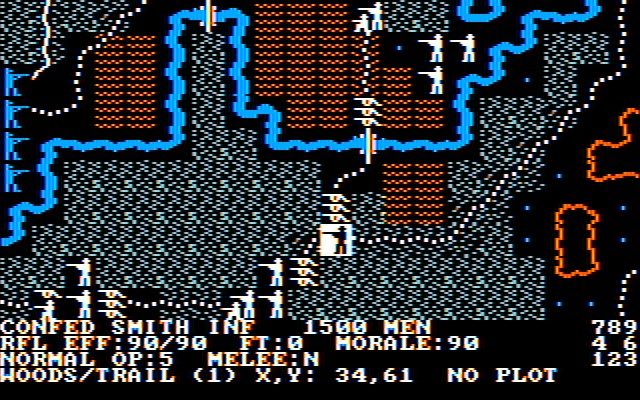 CONFED SMITH INF 1500 MEN 789
RFL EFF:90/90 FT:0 MORALE:90 4 6
NORMAL OP:5 MELEE:N 123
WOODS/TRAIL (1) X,Y: 34,61 NO PLOT